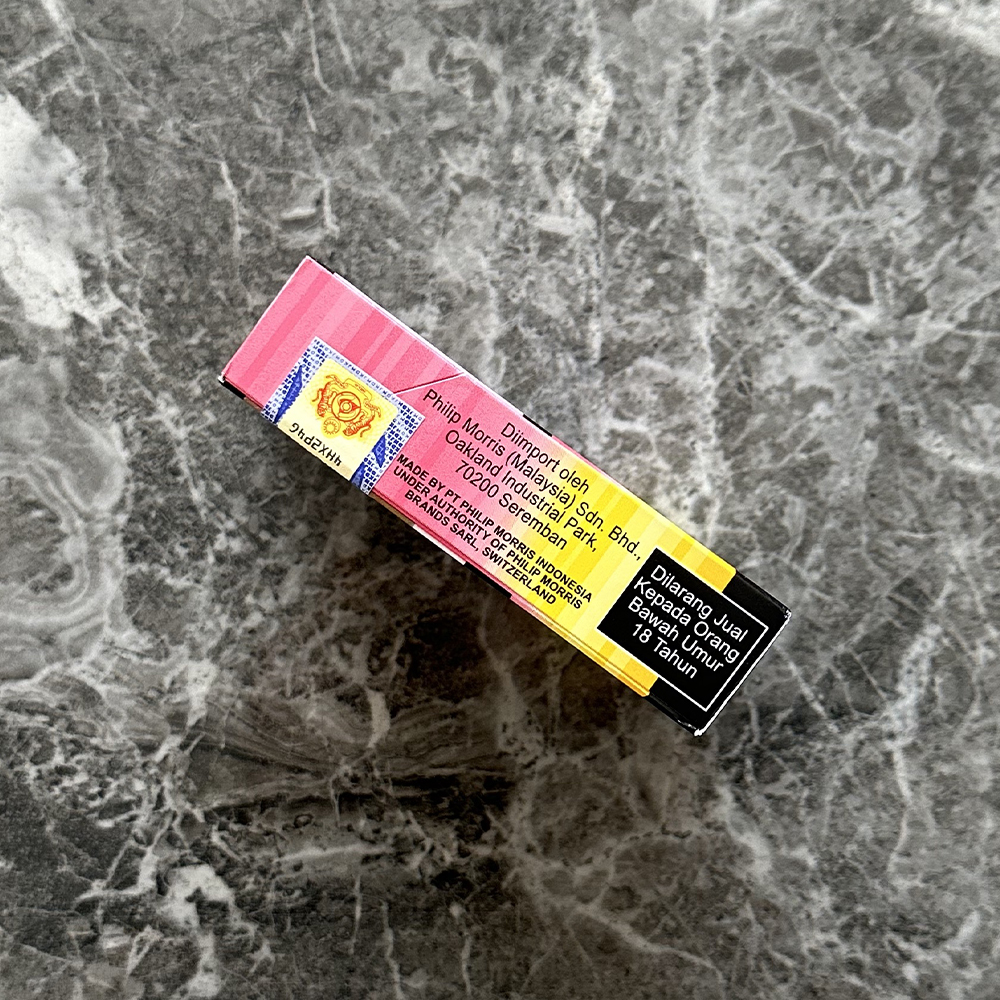 Diimport oleh
Philip Morris (Malaysia) Sdn. Bhd.,
Oakland Industrial Park,
70200 Seremban
MADE BY PT PHILIP MORRIS INDONESIA
UNDER AUTHORITY OF PHILIP MORRIS
BRANDS SARL, SWITZERLAND
Dilarang Jual
Kepada Orang
Bawah Umur
18 Tahun
4HX2P4G